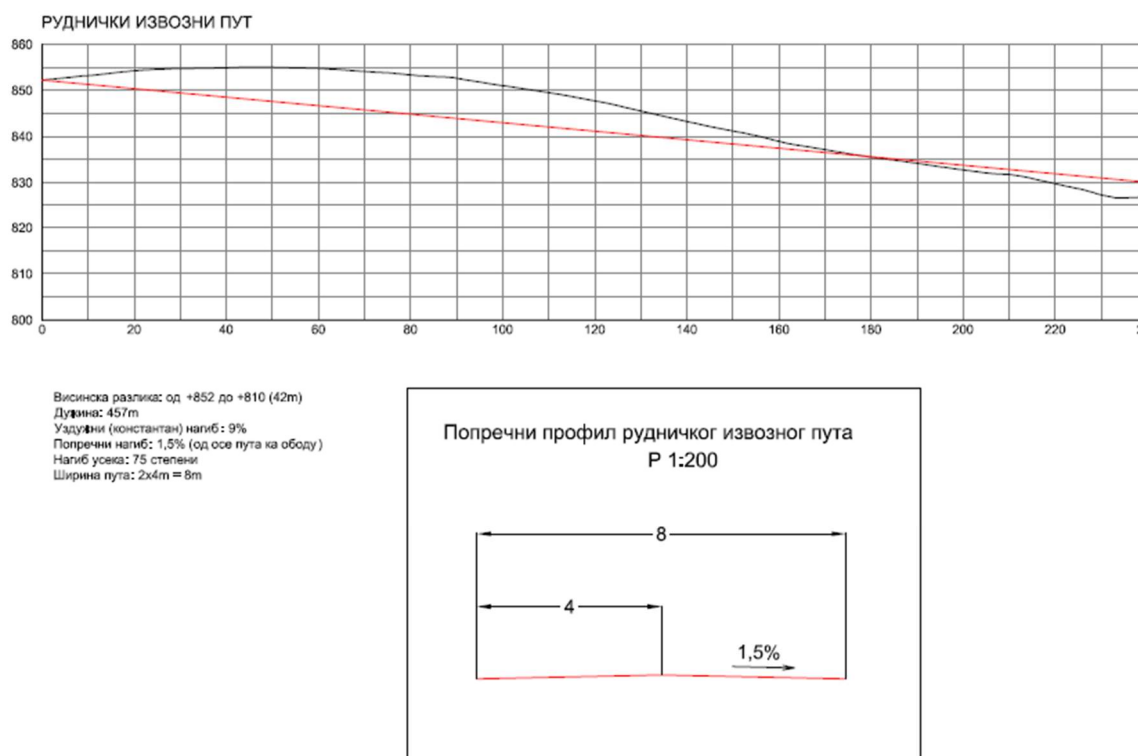 РУДНИЧКИ ИЗВОЗНИ ПУТ
860
850
840
830
820
810
800
0 20 40 60 80 100 120 140 160 180 200 220
Висинска разлика: од +852 до +810 (42m)
Дужина: 457m
Уздужни (константан) нагиб: 9%
Попречни нагиб: 1,5% (од осе пута ка ободу)
Нагиб усека: 75 степени
Ширина пута: 2x4m = 8m
Попречни профил рудничког извозног пута
Р 1:200
8
4
1,5%